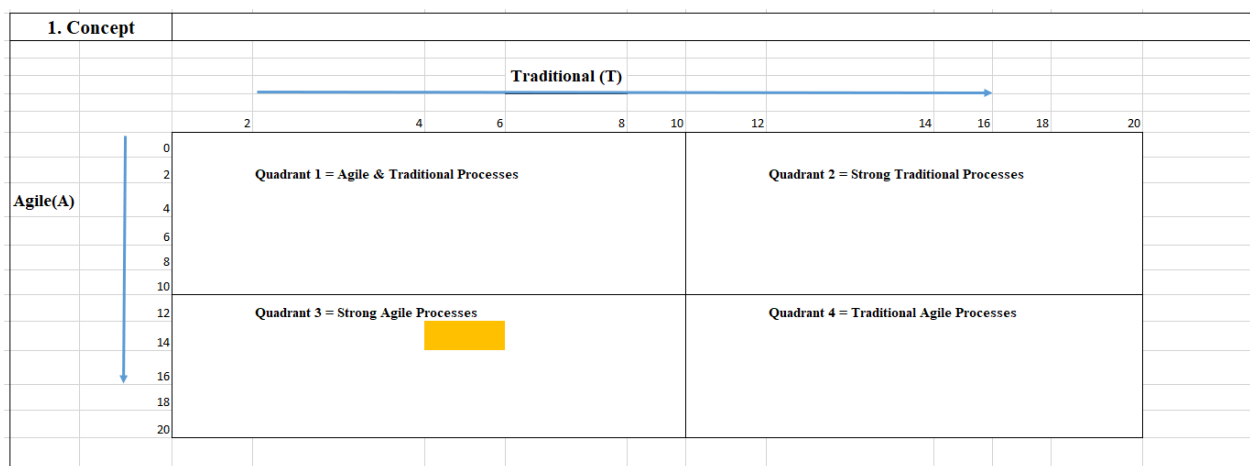 1. Concept
Traditional (T)
2 4 6 8 10 12 14 16 18 20
0
Quadrant 1 = Agile & Traditional Processes Quadrant 2 = Strong Traditional Processes
2
Agile(A)
4
6
8
10
Quadrant 3 = Strong Agile Processes Quadrant 4 = Traditional Agile Processes
12
14
16
18
20